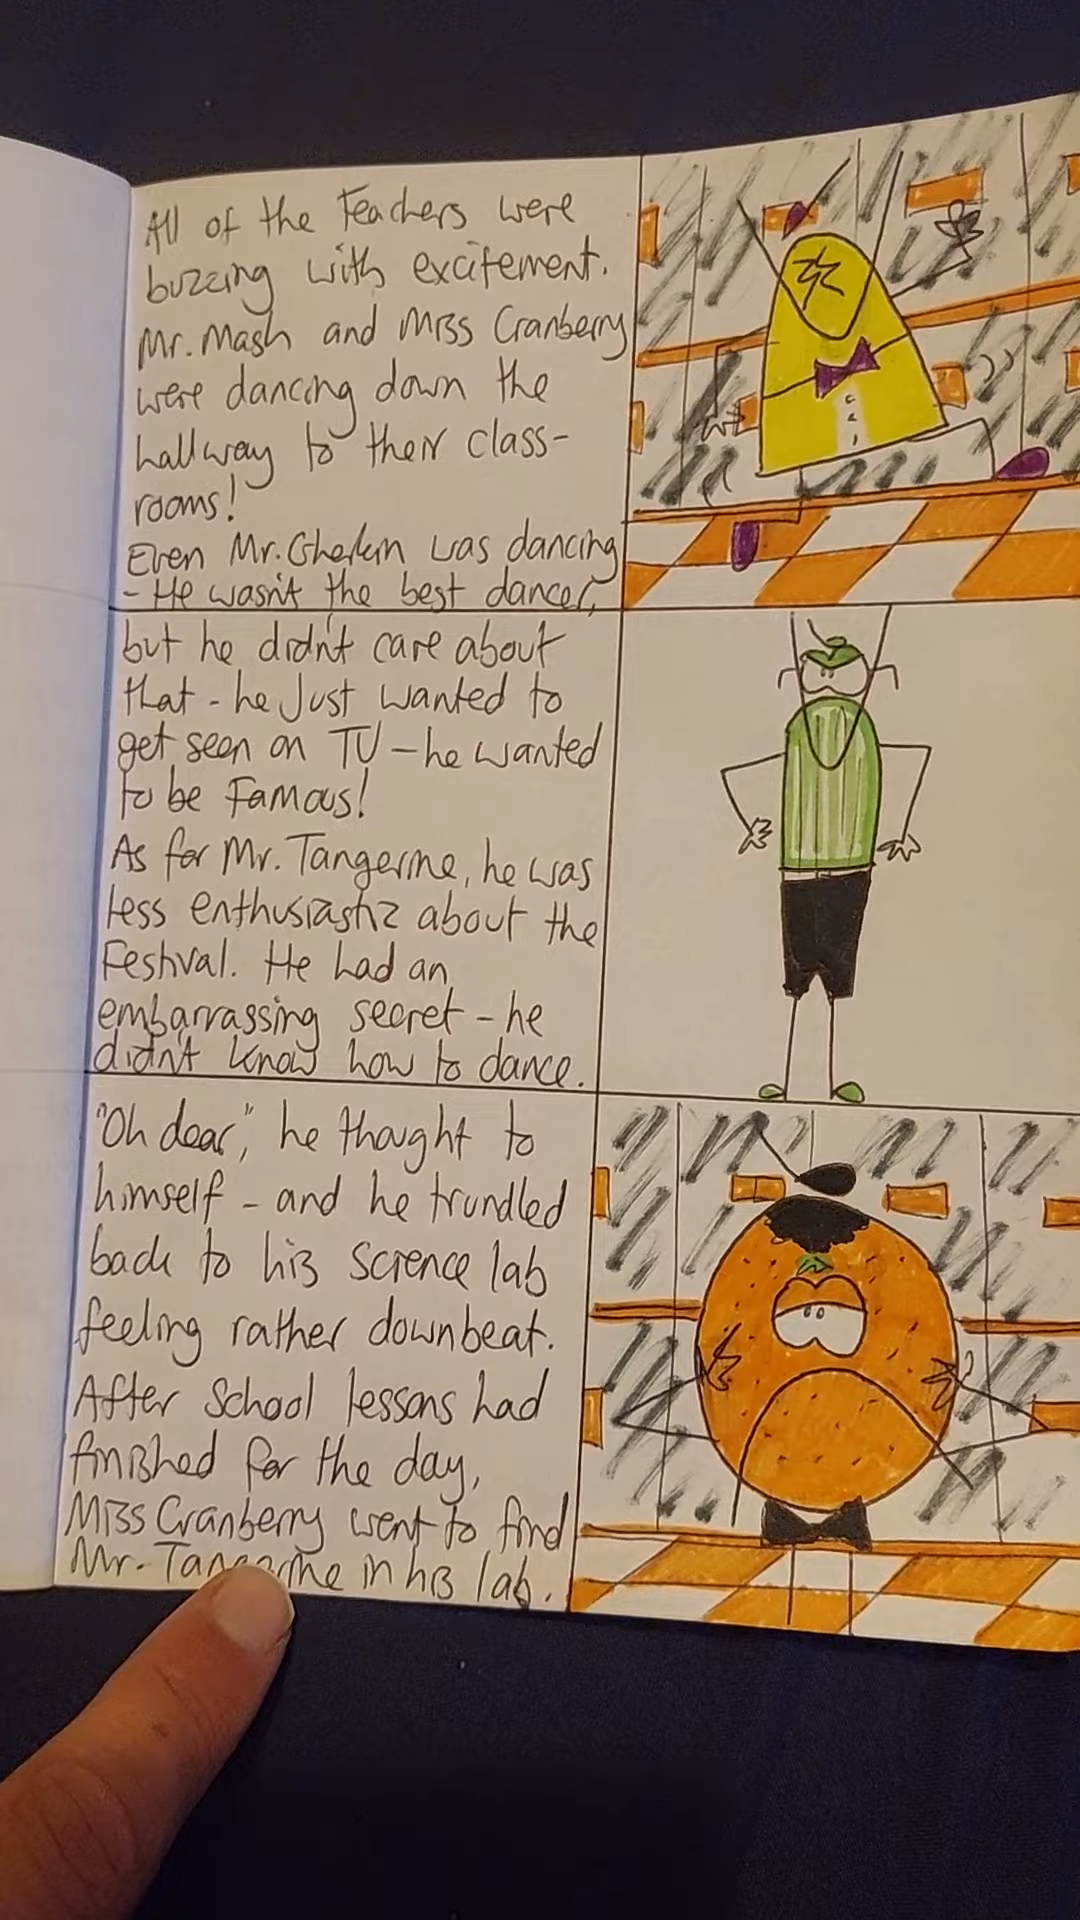 All of the Teachers were
buzzing with excitement.
Mr. Mash and Miss Cranberry
were dancing down the
hallway to their class-
rooms!
Even Mr. Gherkin was dancing
- He wasn't the best dancer,
but he didn't care about
that - he Just wanted to
get seen on TV - he wanted
to be Famous!
As for Mr. Tangerine, he was
less enthusiastic about the
Festival. He had an
embarrassing secret - he
didn't know how to dance.
"Oh dear," he thought to
himself - and he trundled
back to his Science lab
feeling rather downbeat.
After School lessons had
finished for the day,
Miss Cranberry went to find
Mr. Tangerine in his lab.